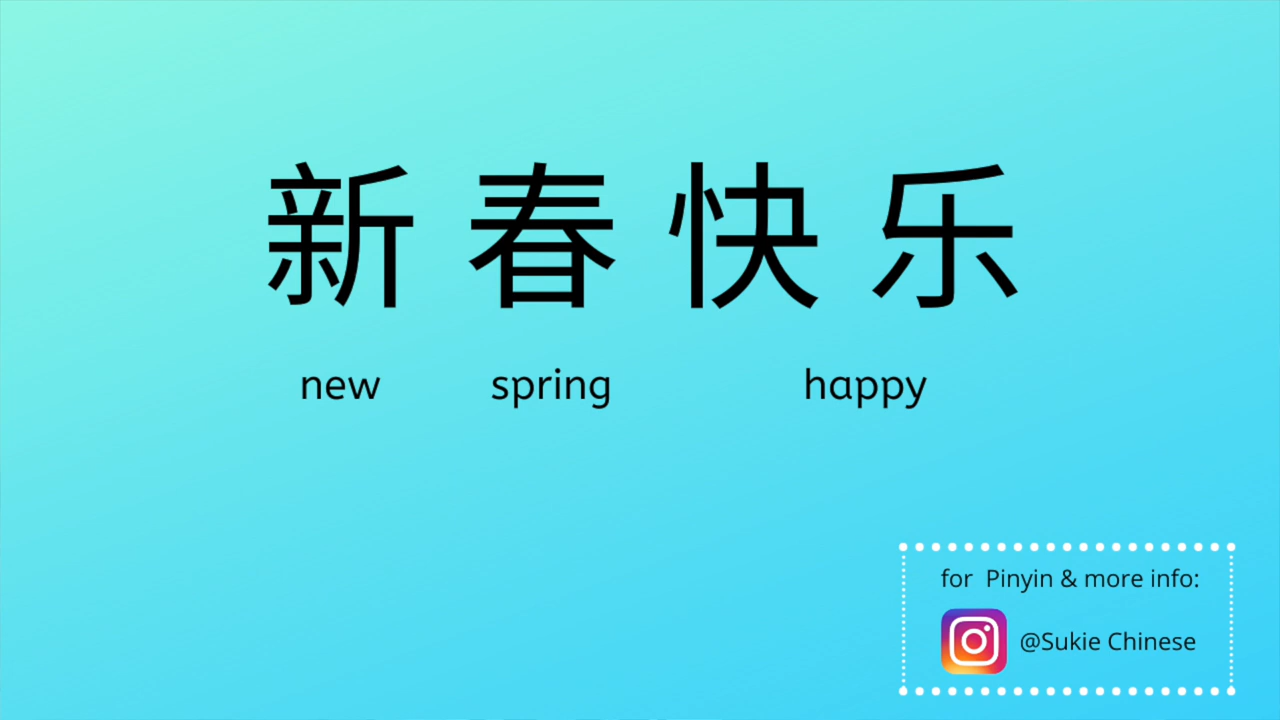 新春快乐
new spring happy
for Pinyin & more info:
@Sukie Chinese